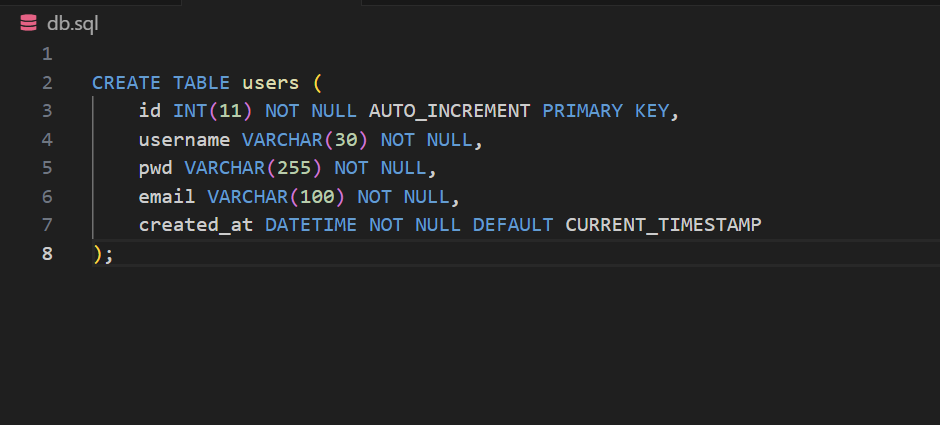 db.sql
1
2 CREATE TABLE users (
3 id INT(11) NOT NULL AUTO_INCREMENT PRIMARY KEY,
4 username VARCHAR(30) NOT NULL,
5 pwd VARCHAR(255) NOT NULL,
6 email VARCHAR(100) NOT NULL,
7 created_at DATETIME NOT NULL DEFAULT CURRENT_TIMESTAMP
8 );